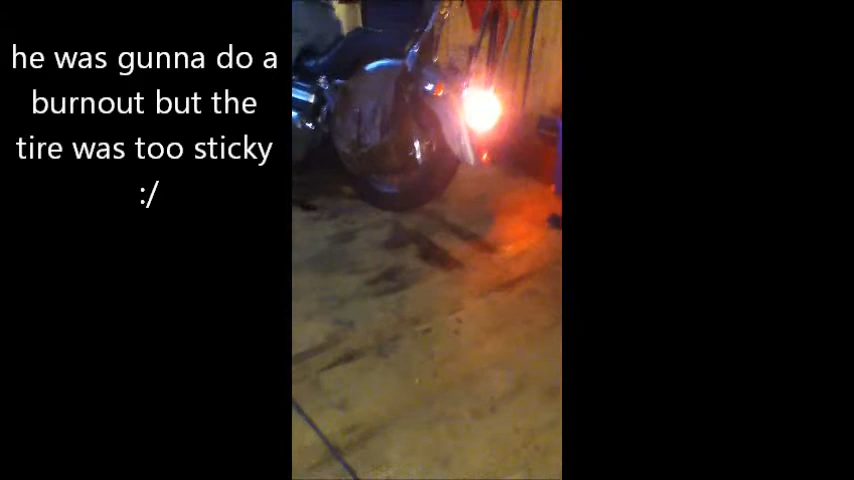 he was gunna do a
burnout but the
tire was too sticky
:/